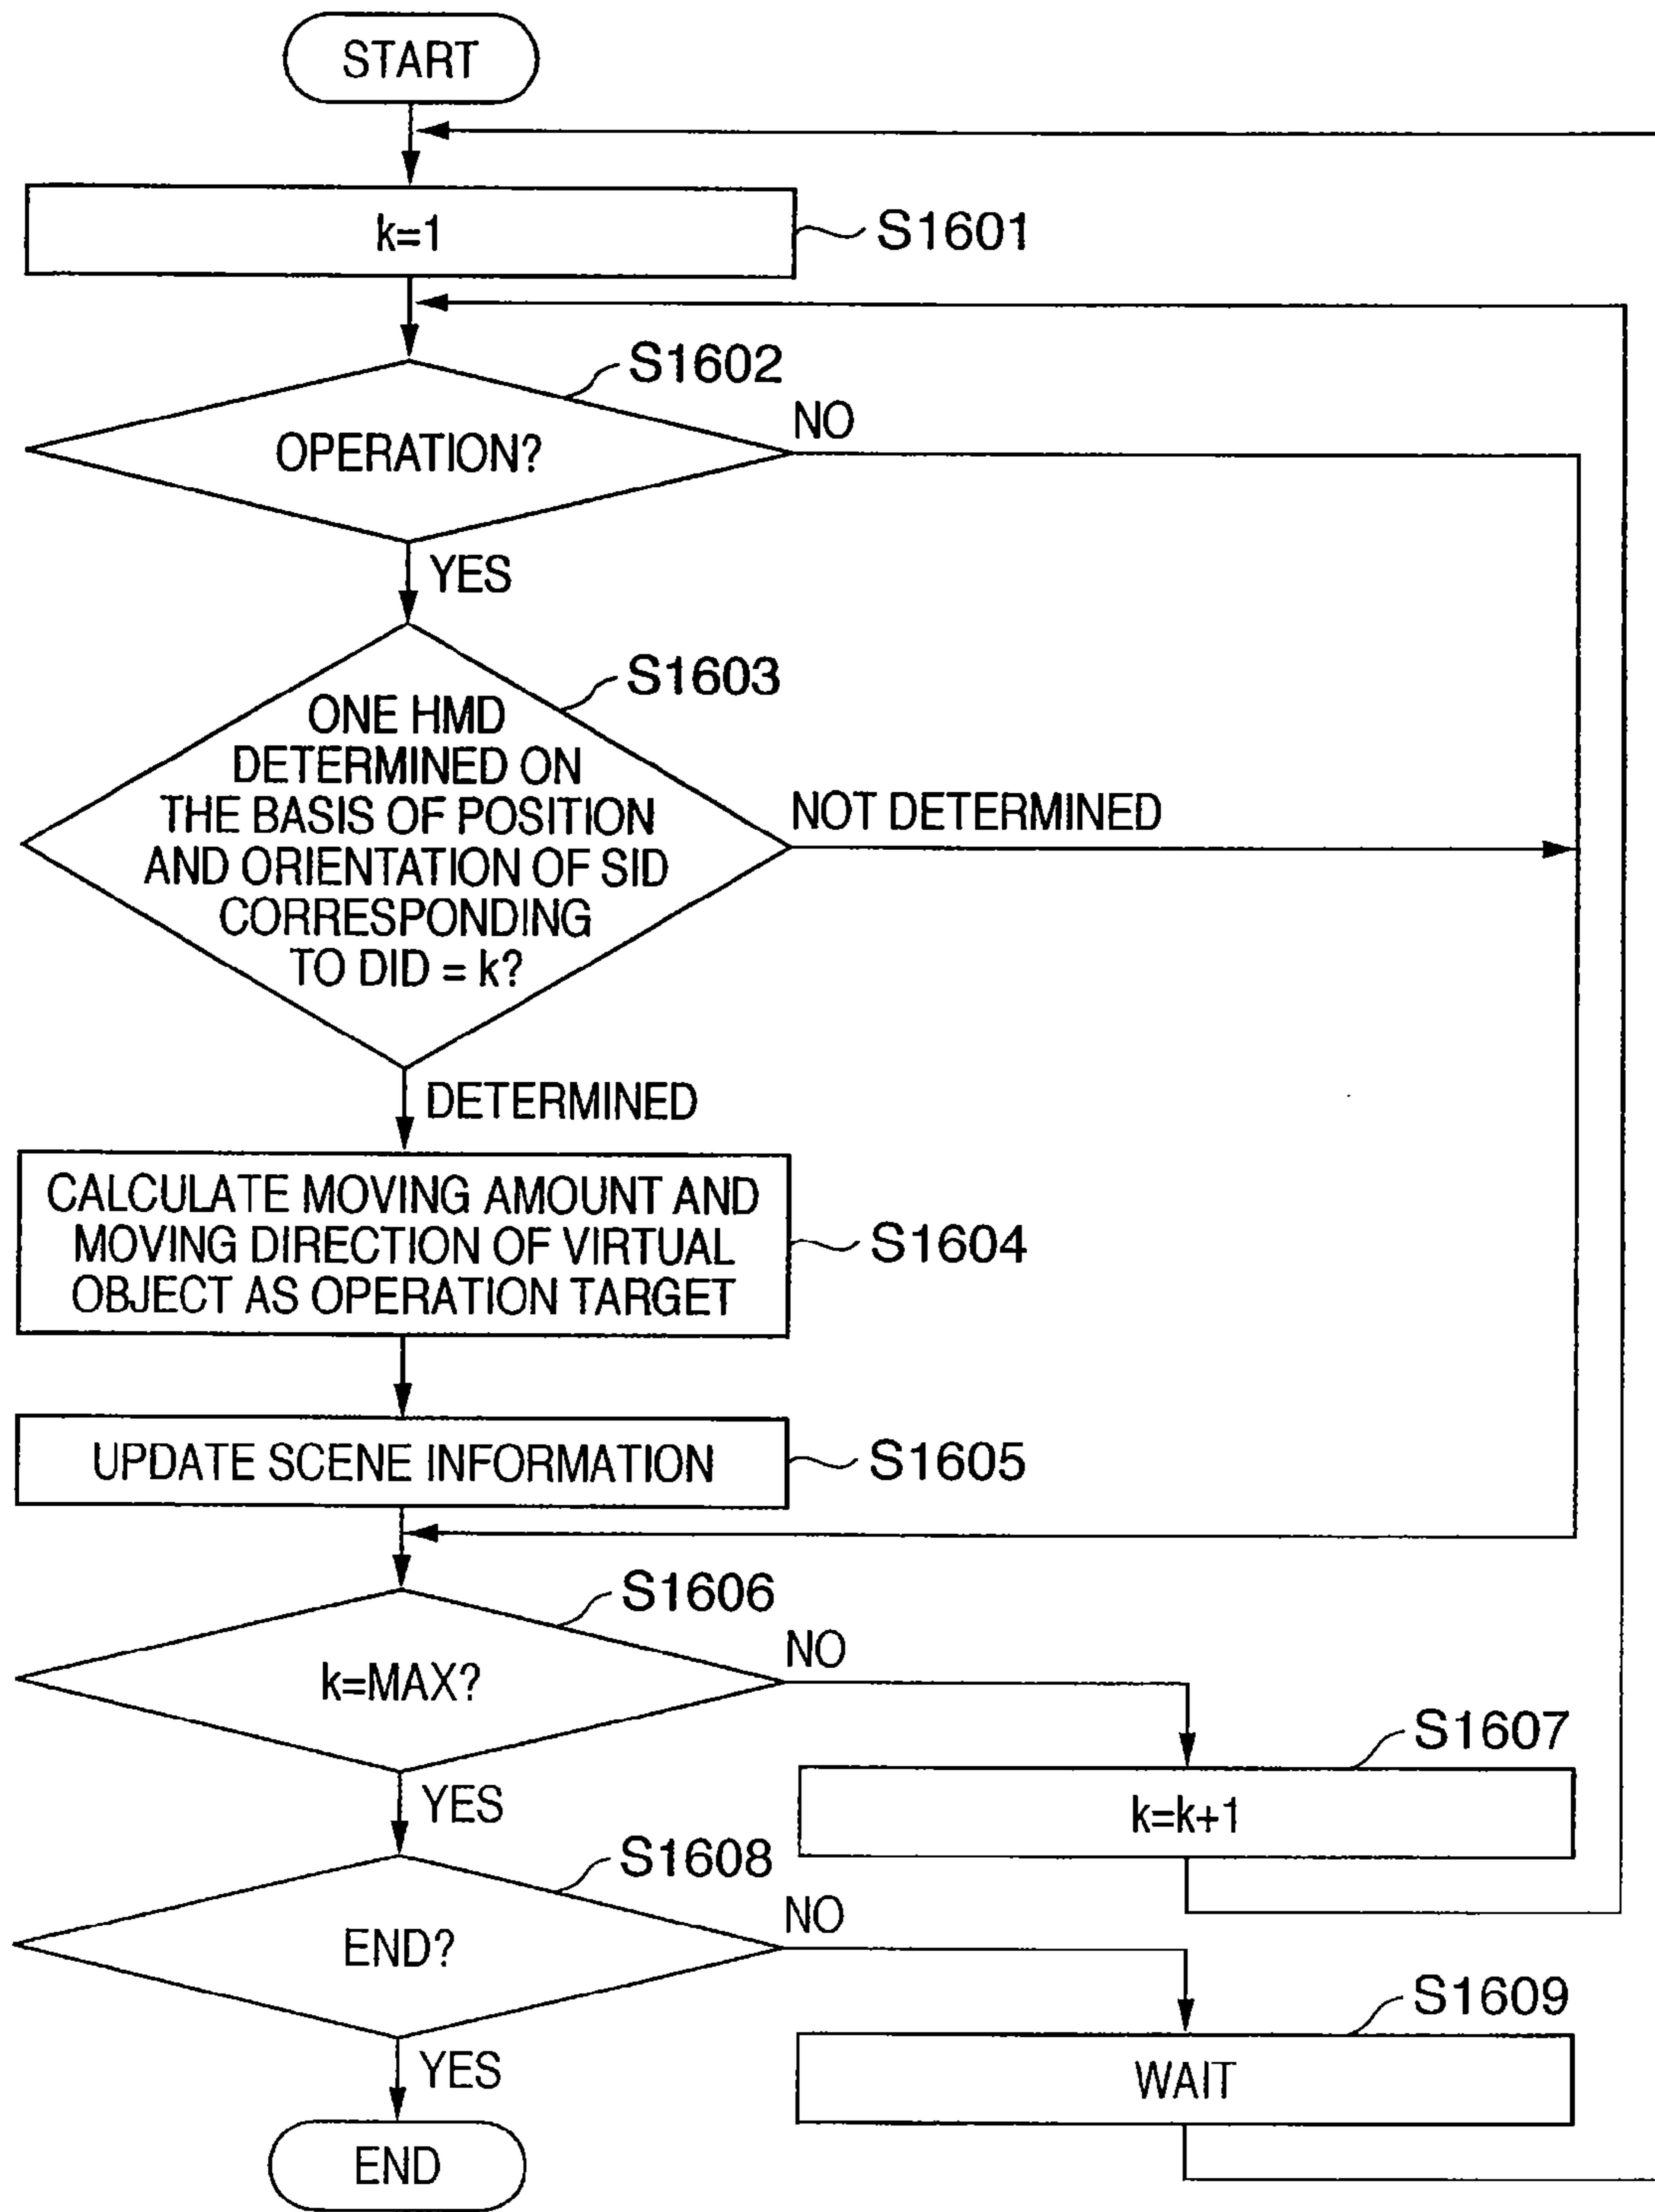 START
k=1
S1601
S1602
OPERATION?
NO
YES
S1603
ONE HMD
DETERMINED ON
THE BASIS OF POSITION
AND ORIENTATION OF SID
CORRESPONDING
TO DID = k?
NOT DETERMINED
DETERMINED
CALCULATE MOVING AMOUNT AND
MOVING DIRECTION OF VIRTUAL
OBJECT AS OPERATION TARGET
S1604
UPDATE SCENE INFORMATION
S1605
S1606
k=MAX?
NO
YES
S1607
k=k+1
S1608
END?
NO
YES
S1609
WAIT
END